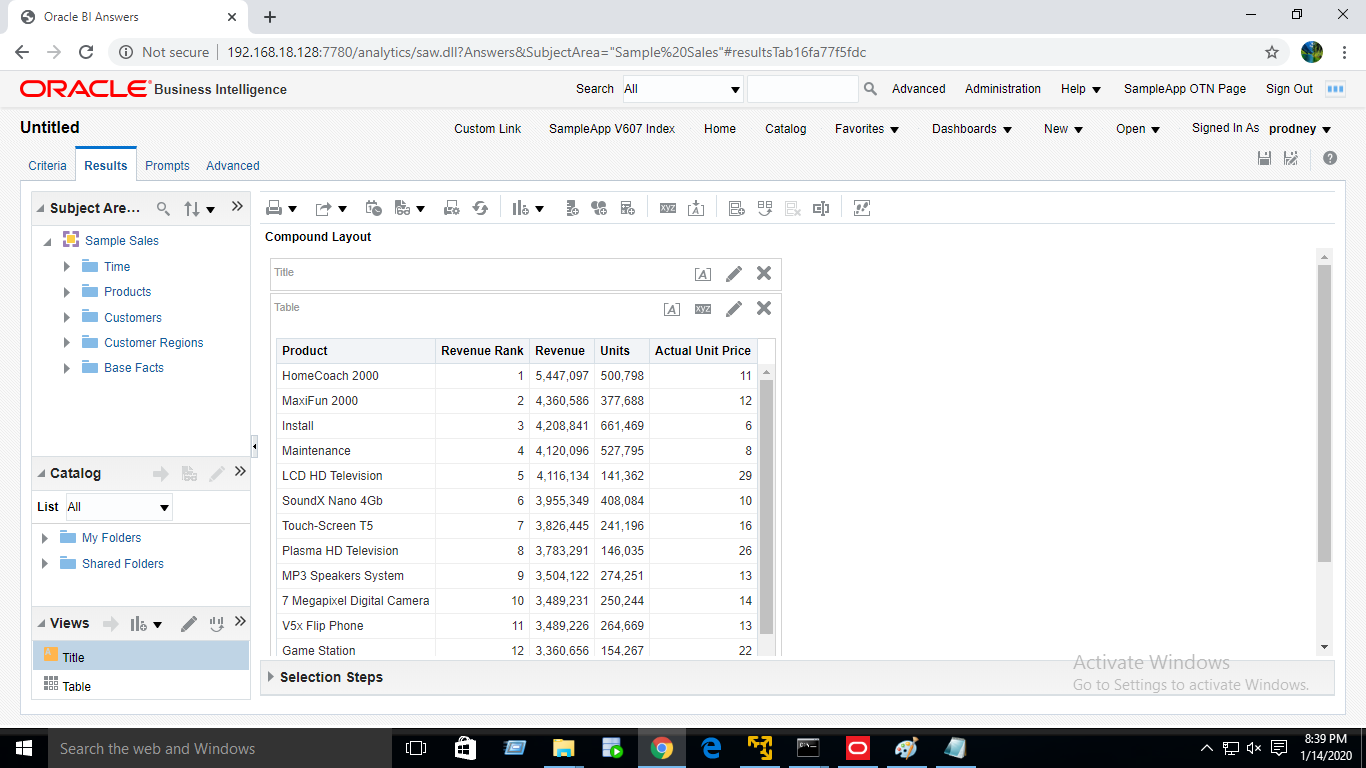 Oracle BI Answers
Not secure 192.168.18.128:7780/analytics/saw.dll?Answers&SubjectArea="Sample%20Sales"#resultsTab16fa77f5fdc
ORACLE Business Intelligence
Search All Advanced Administration Help SampleApp OTN Page Sign Out
Untitled
Custom Link SampleApp V607 Index Home Catalog Favorites Dashboards New Open Signed In As prodney
Criteria Results Prompts Advanced
Subject Are...
Sample Sales
Time
Products
Customers
Customer Regions
Base Facts
Catalog
List All
My Folders
Shared Folders
Views
Title
Table
Compound Layout
Title
Table
Product Revenue Rank Revenue Units Actual Unit Price
HomeCoach 2000 1 5,447,097 500,798 11
MaxiFun 2000 2 4,360,586 377,688 12
Install 3 4,208,841 661,469 6
Maintenance 4 4,120,096 527,795 8
LCD HD Television 5 4,116,134 141,362 29
SoundX Nano 4Gb 6 3,955,349 408,084 10
Touch-Screen T5 7 3,826,445 241,196 16
Plasma HD Television 8 3,783,291 146,035 26
MP3 Speakers System 9 3,504,122 274,251 13
7 Megapixel Digital Camera 10 3,489,231 250,244 14
V5x Flip Phone 11 3,489,226 264,669 13
Game Station 12 3,360,656 154,267 22
Selection Steps
Activate Windows
Go to Settings to activate Windows.
Search the web and Windows
8:39 PM
1/14/2020